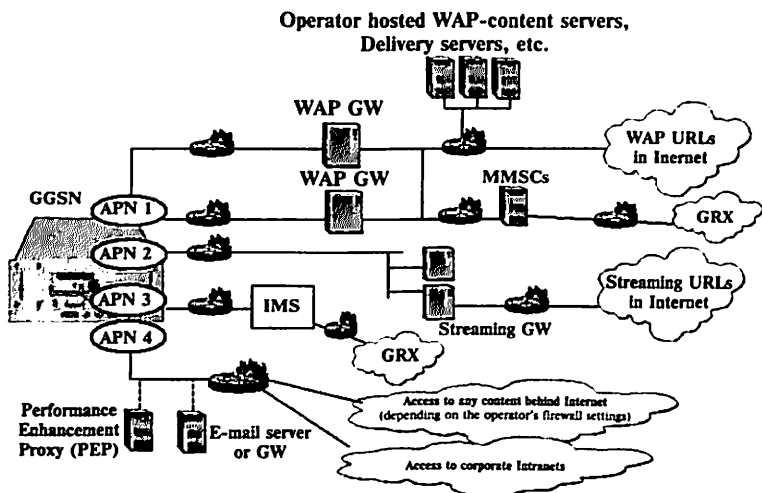 Operator hosted WAP-content servers,
Delivery servers, etc.
WAP GW
WAP URLs
in Inernet
WAP GW
MMSCs
GGSN
APN 1
GRX
APN 2
Streaming URLs
in Internet
APN 3
IMS
Streaming GW
APN 4
GRX
Performance
Enhancement
Proxy (PEP)
E-mail server
or GW
Access to any content behind Internet
(depending on the operator's firewall settings)
Access to corporate Intranets